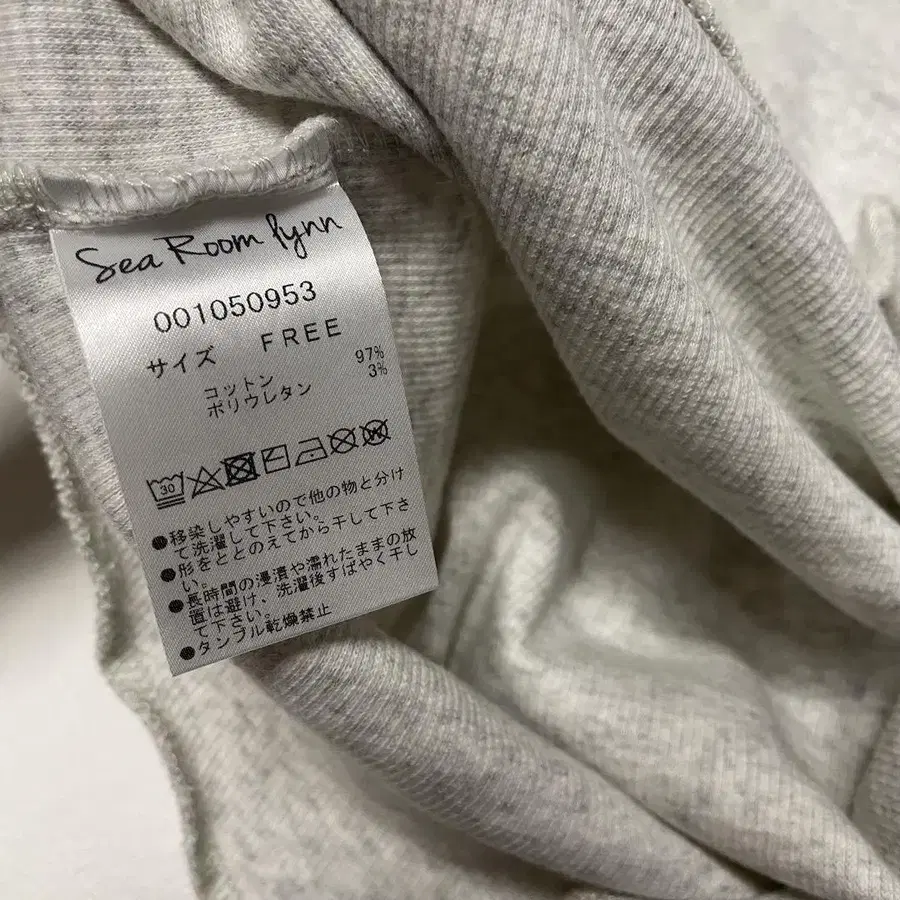 Sea Room lynn
001050953
サイズ FREE
コットン 97%
ポリウレタン 3%
30
●移染しやすいので他の物と分け
て洗濯して下さい。
●形をととのえてから干して下さ
い。
●長時間の浸漬や濡れたままの放
置は避け、洗濯後すばやく干し
て下さい。
●タンブル乾燥禁止